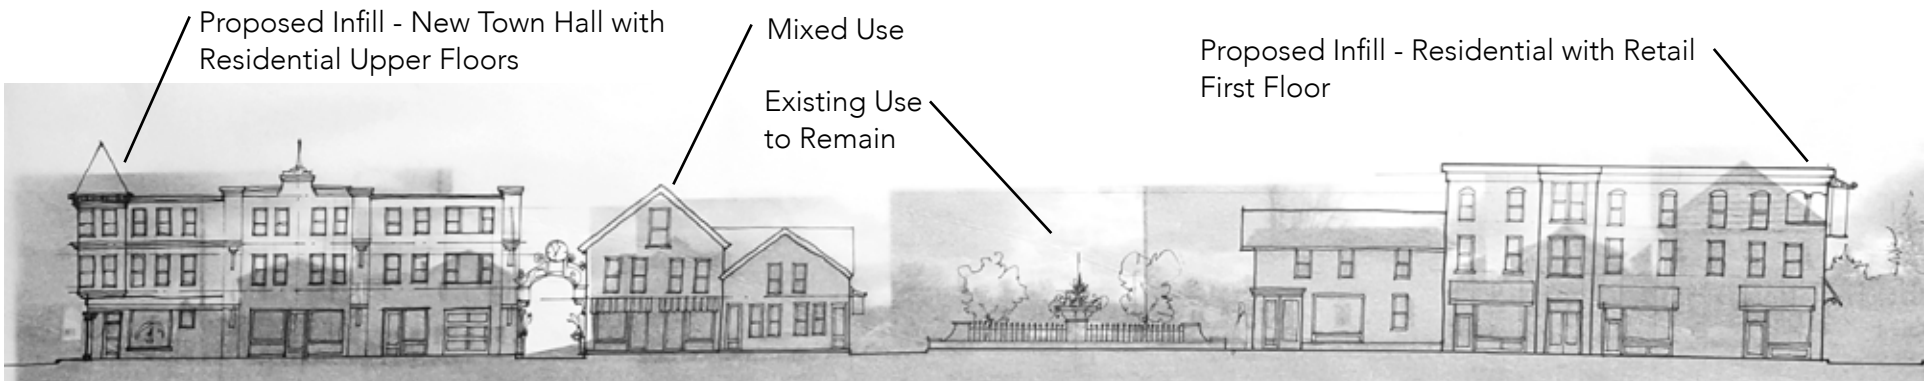 Proposed Infill - New Town Hall with
Residential Upper Floors
Mixed Use
Existing Use
to Remain
Proposed Infill - Residential with Retail
First Floor